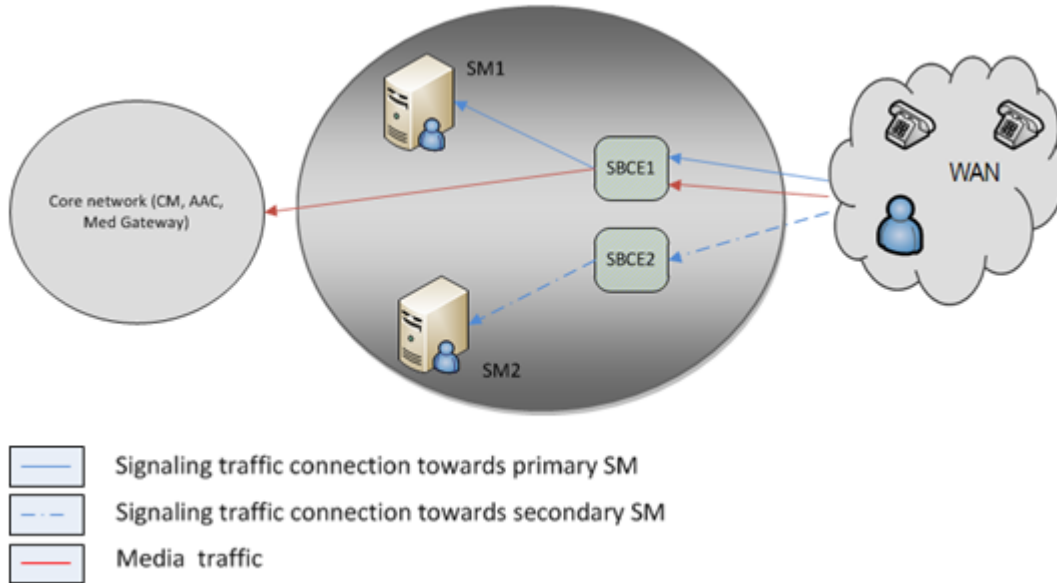 SM1
SBCE1
WAN
Core network (CM, AAC,
Med Gateway)
SBCE2
SM2
Signaling traffic connection towards primary SM
Signaling traffic connection towards secondary SM
Media traffic